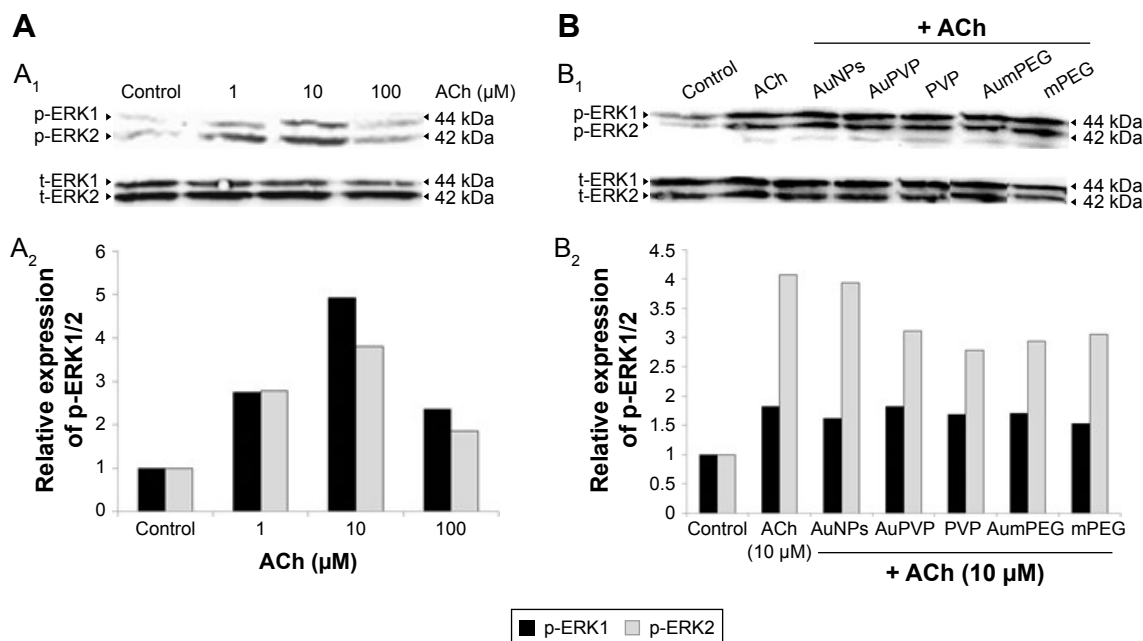 A
A1
Control 1 10 100 ACh (µM)
p-ERK1 44 kDa
p-ERK2 42 kDa
t-ERK1 44 kDa
t-ERK2 42 kDa
A2
Relative expression
of p-ERK1/2
6
5
4
3
2
1
0
Control 1 10 100
ACh (µM)
B
+ ACh
B1
Control ACh AuNPs AuPVP PVP AumPEG mPEG
p-ERK1 44 kDa
p-ERK2 42 kDa
t-ERK1 44 kDa
t-ERK2 42 kDa
B2
Relative expression
of p-ERK1/2
4.5
4
3.5
3
2.5
2
1.5
1
0.5
0
Control ACh AuNPs AuPVP PVP AumPEG mPEG
(10 µM)
+ ACh (10 µM)
p-ERK1 p-ERK2